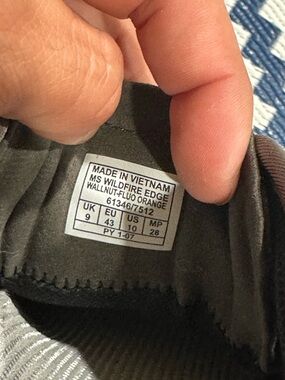 MADE IN VIETNAM
MS WILDFIRE EDGE
WALLNUT-FLUO ORANGE
61346/7512
UK EU US MP
9 43 10 28
PY 1-07